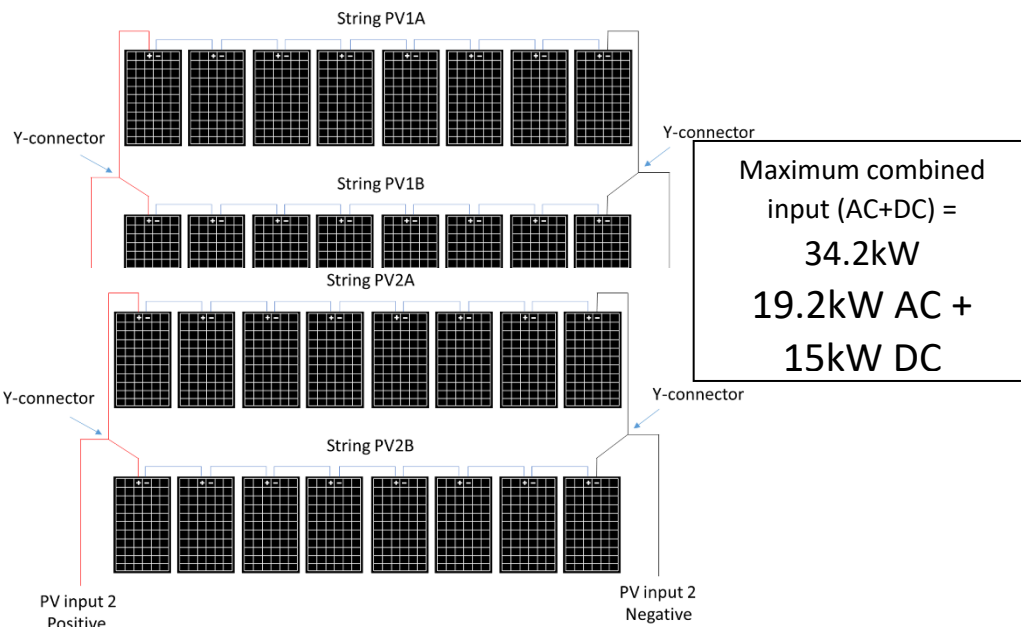 String PV1A
Y-connector
Y-connector
String PV1B
Maximum combined
input (AC+DC) =
34.2kW
19.2kW AC +
15kW DC
String PV2A
Y-connector
Y-connector
String PV2B
PV input 2
Positive
PV input 2
Negative